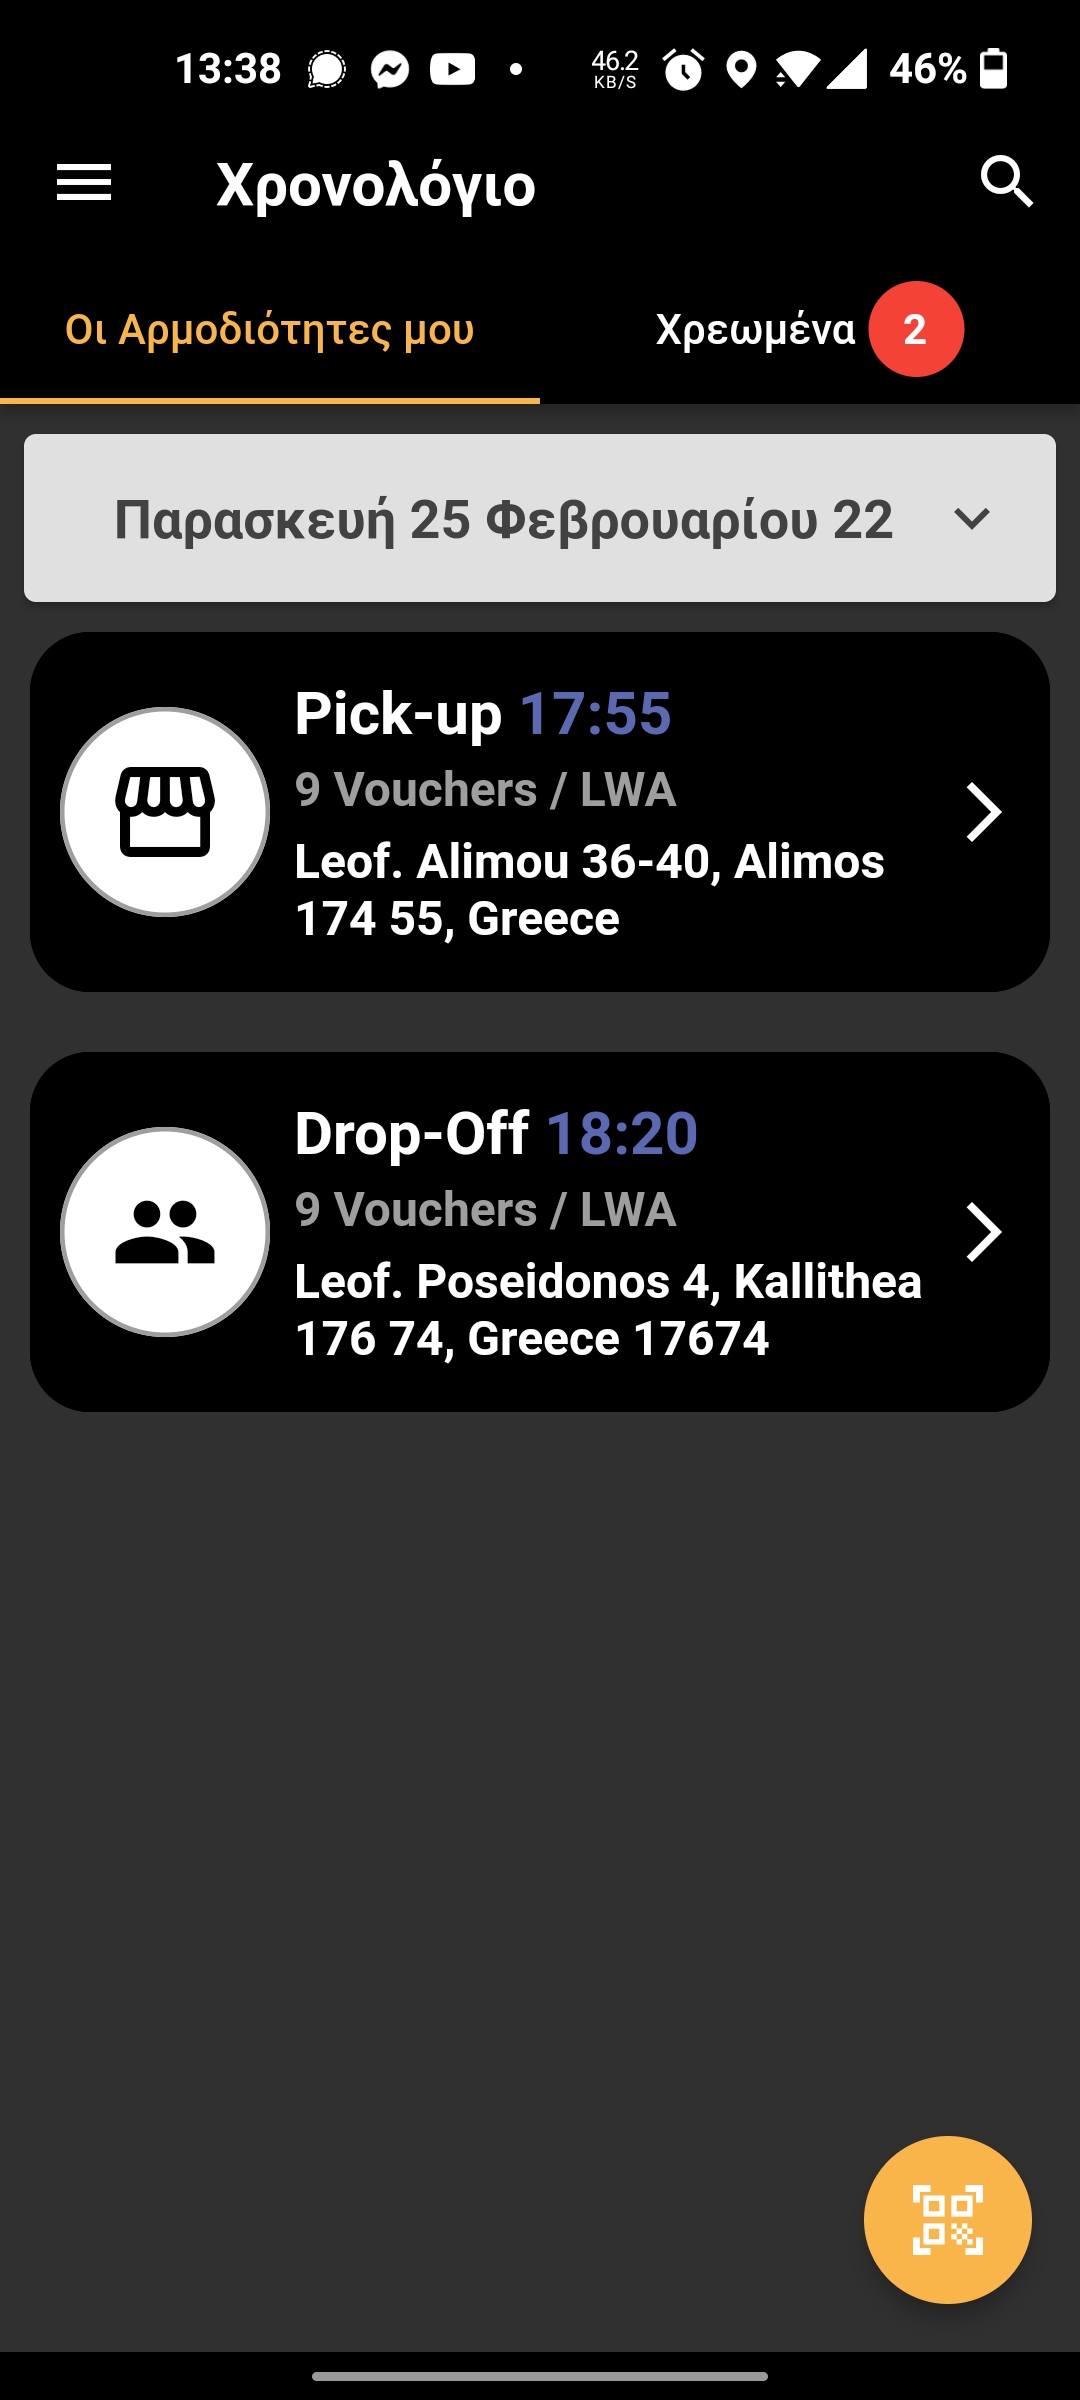 13:38 46.2 KB/S 46%
Χρονολόγιο
Οι Αρμοδιότητες μου Χρεωμένα 2
Παρασκευή 25 Φεβρουαρίου 22
Pick-up 17:55
9 Vouchers / LWA
Leof. Alimou 36-40, Alimos
174 55, Greece
Drop-Off 18:20
9 Vouchers / LWA
Leof. Poseidonos 4, Kallithea
176 74, Greece 17674